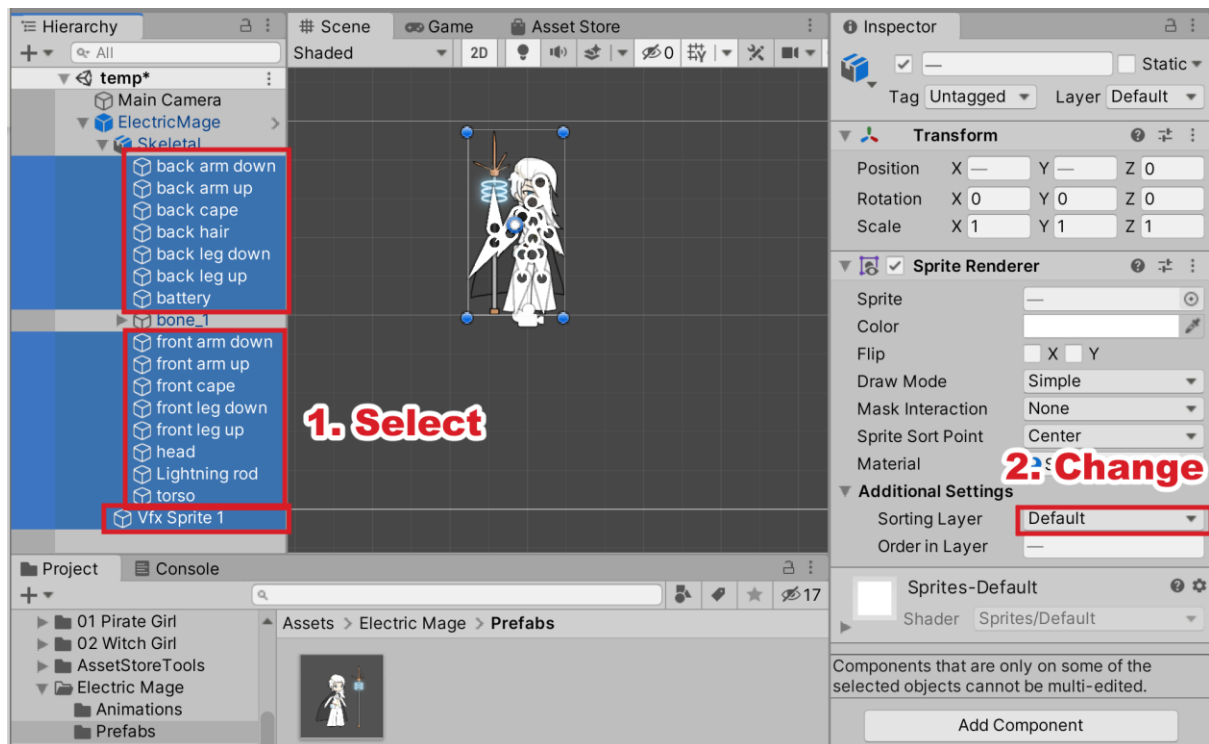 Hierarchy
All
temp*
Main Camera
ElectricMage
Skeletal
back arm down
back arm up
back cape
back hair
back leg down
back leg up
battery
bone_1
front arm down
front arm up
front cape
front leg down
front leg up
head
Lightning rod
torso
Vfx Sprite 1
Scene Game Asset Store
Shaded 2D 0
1. Select
Inspector
— Static
Tag Untagged Layer Default
Transform
Position X — Y — Z 0
Rotation X 0 Y 0 Z 0
Scale X 1 Y 1 Z 1
Sprite Renderer
Sprite —
Color
Flip X Y
Draw Mode Simple
Mask Interaction None
Sprite Sort Point Center
Material
2. Change
Additional Settings
Sorting Layer Default
Order in Layer —
Sprites-Default
Shader Sprites/Default
Components that are only on some of the
selected objects cannot be multi-edited.
Add Component
Project Console
17
01 Pirate Girl
02 Witch Girl
AssetStoreTools
Electric Mage
Animations
Prefabs
Assets > Electric Mage > Prefabs